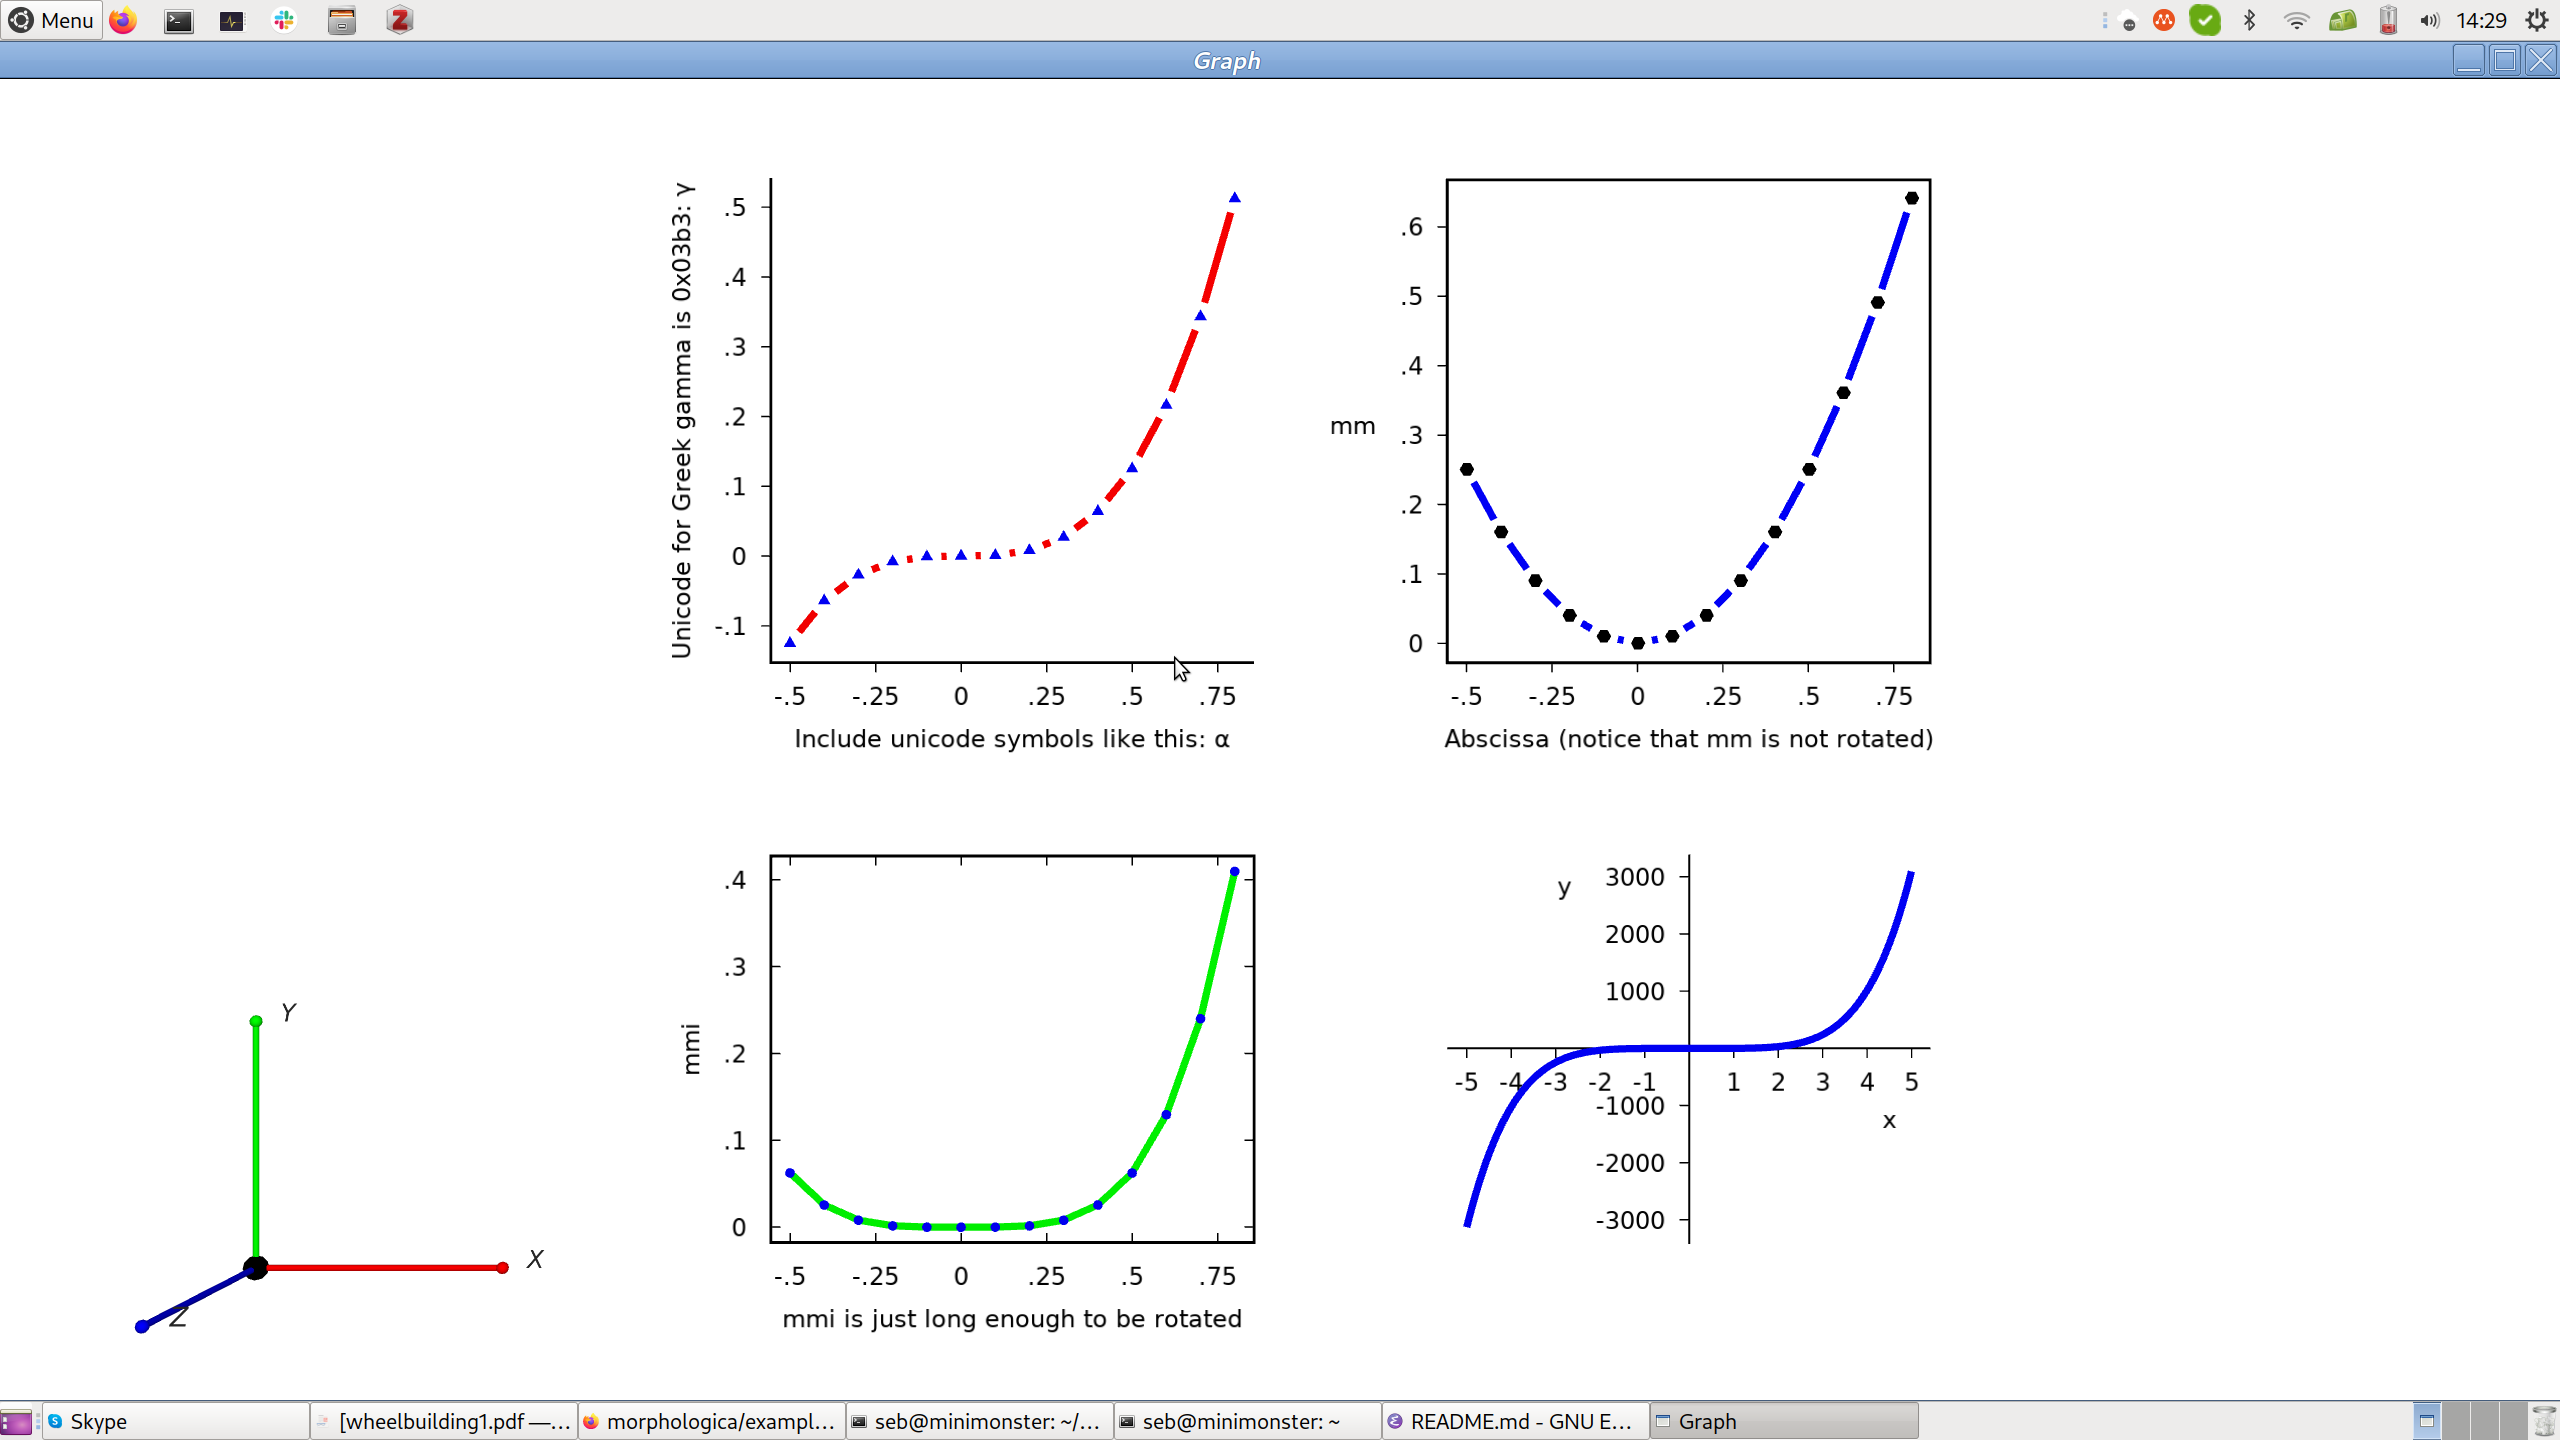 Menu
14:29
Graph
Unicode for Greek gamma is 0x03b3: γ
.5
.4
.3
.2
.1
0
-.1
-.5 -.25 0 .25 .5 .75
Include unicode symbols like this: α
mm
.6
.5
.4
.3
.2
.1
0
-.5 -.25 0 .25 .5 .75
Abscissa (notice that mm is not rotated)
Y
X
Z
mmi
.4
.3
.2
.1
0
-.5 -.25 0 .25 .5 .75
mmi is just long enough to be rotated
y
3000
2000
1000
-5 -4 -3 -2 -1 1 2 3 4 5
-1000
x
-2000
-3000
Skype
[wheelbuilding1.pdf —...
morphologica/exampl...
seb@minimonster: ~/...
seb@minimonster: ~
README.md - GNU E...
Graph